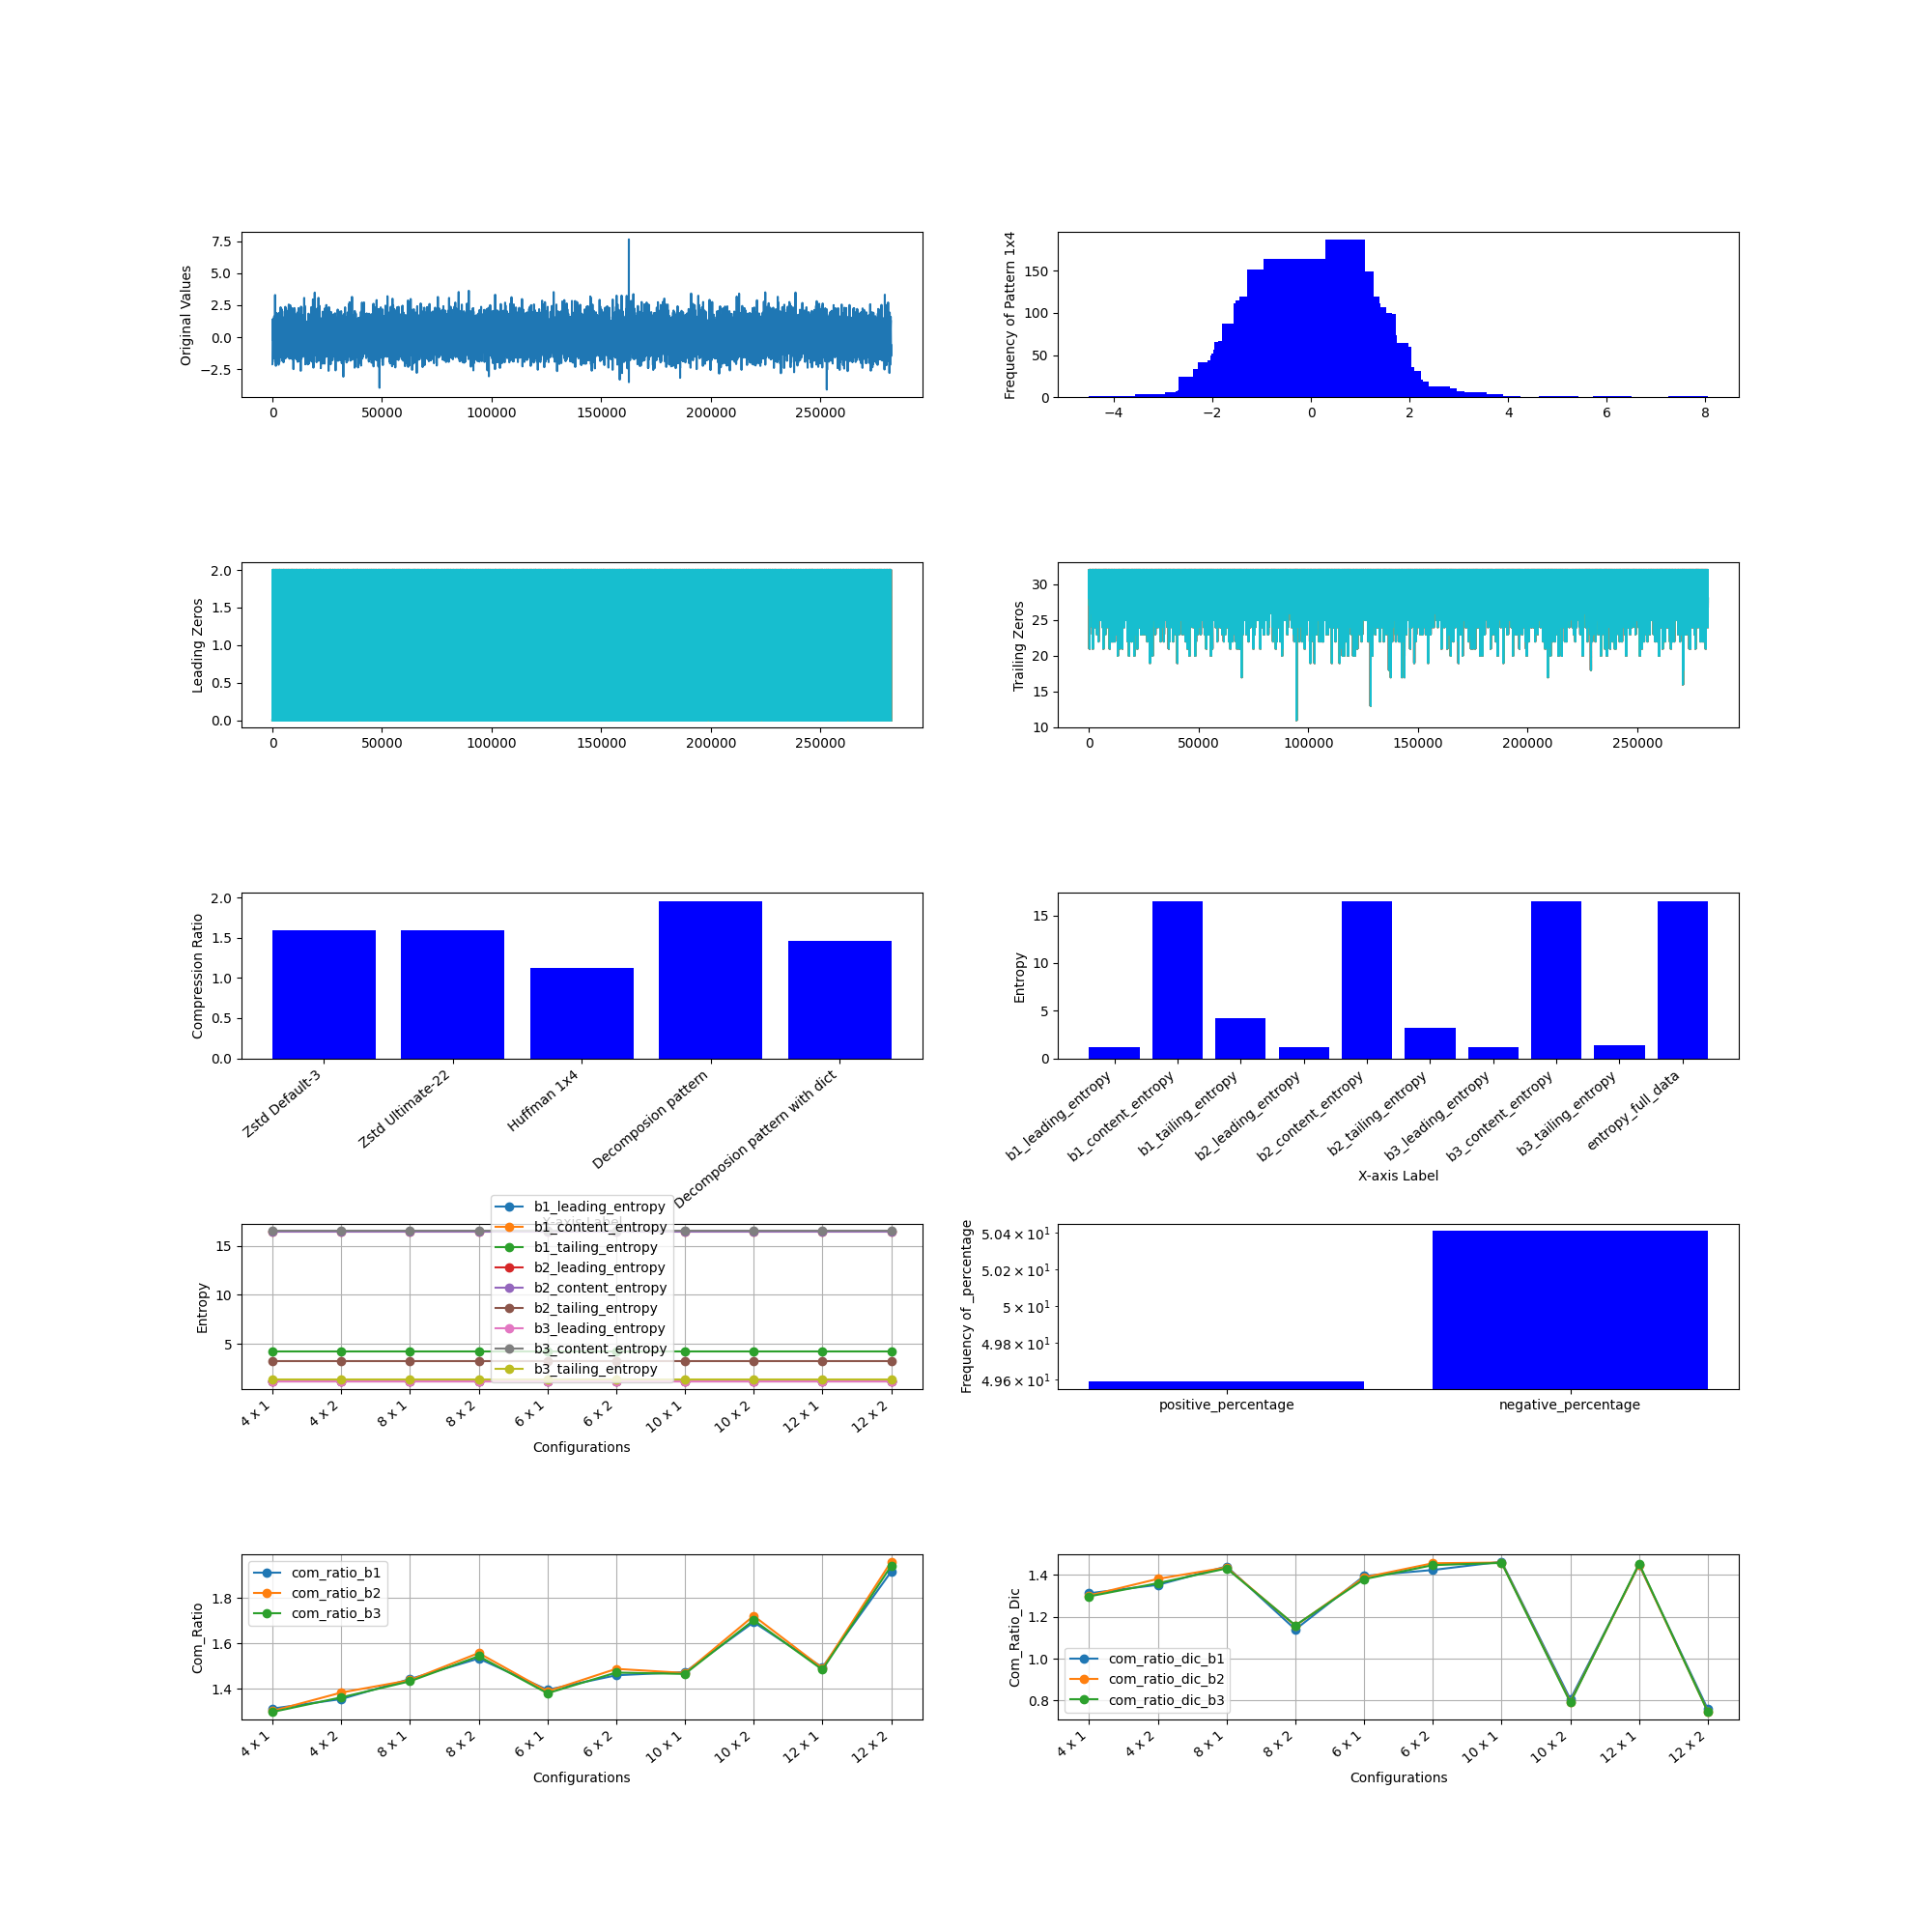 Original Values
7.5
5.0
2.5
0.0
−2.5
0 50000 100000 150000 200000 250000
Frequency of Pattern 1x4
150
100
50
0
−4 −2 0 2 4 6 8
Leading Zeros
2.0
1.5
1.0
0.5
0.0
0 50000 100000 150000 200000 250000
Trailing Zeros
30
25
20
15
10
0 50000 100000 150000 200000 250000
Compression Ratio
2.0
1.5
1.0
0.5
0.0
Zstd Default-3
Zstd Ultimate-22
Huffman 1x4
Decomposion pattern
Decomposion pattern with dict
Entropy
15
10
5
0
b1_leading_entropy
b1_content_entropy
b1_tailing_entropy
b2_leading_entropy
b2_content_entropy
b2_tailing_entropy
b3_leading_entropy
b3_content_entropy
b3_tailing_entropy
entropy_full_data
X-axis Label
X-axis Label
Entropy
15
10
5
b1_leading_entropy
b1_content_entropy
b1_tailing_entropy
b2_leading_entropy
b2_content_entropy
b2_tailing_entropy
b3_leading_entropy
b3_content_entropy
b3_tailing_entropy
4 x 1
4 x 2
8 x 1
8 x 2
6 x 1
6 x 2
10 x 1
10 x 2
12 x 1
12 x 2
Configurations
Frequency of _percentage
5.04 × 10¹
5.02 × 10¹
5 × 10¹
4.98 × 10¹
4.96 × 10¹
positive_percentage negative_percentage
Com_Ratio
1.8
1.6
1.4
com_ratio_b1
com_ratio_b2
com_ratio_b3
4 x 1
4 x 2
8 x 1
8 x 2
6 x 1
6 x 2
10 x 1
10 x 2
12 x 1
12 x 2
Configurations
Com_Ratio_Dic
1.4
1.2
1.0
0.8
com_ratio_dic_b1
com_ratio_dic_b2
com_ratio_dic_b3
4 x 1
4 x 2
8 x 1
8 x 2
6 x 1
6 x 2
10 x 1
10 x 2
12 x 1
12 x 2
Configurations